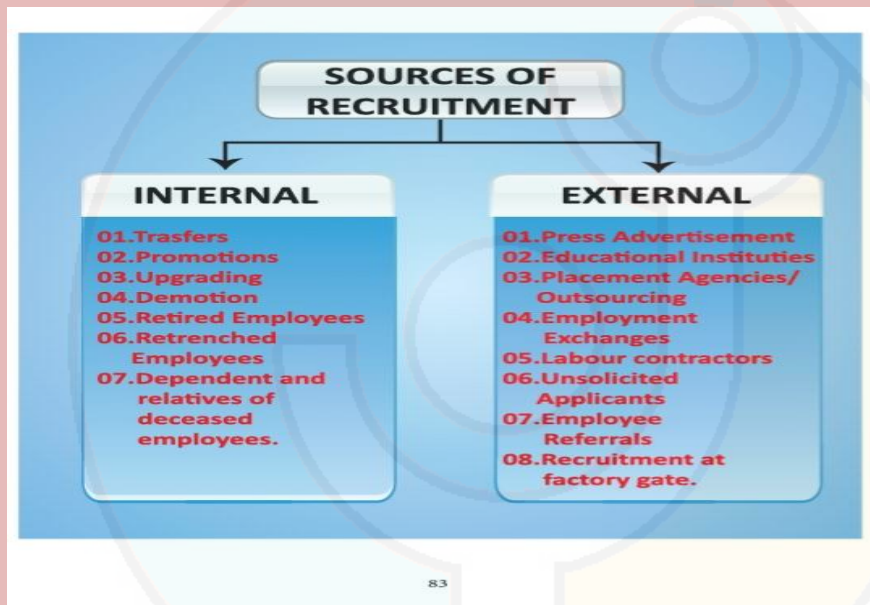 SOURCES OF
RECRUITMENT
INTERNAL
01.Trasfers
02.Promotions
03.Upgrading
04.Demotion
05.Retired Employees
06.Retrenched
Employees
07.Dependent and
relatives of
deceased
employees.
EXTERNAL
01.Press Advertisement
02.Educational Instituties
03.Placement Agencies/
Outsourcing
04.Employment
Exchanges
05.Labour contractors
06.Unsolicited
Applicants
07.Employee
Referrals
08.Recruitment at
factory gate.
83